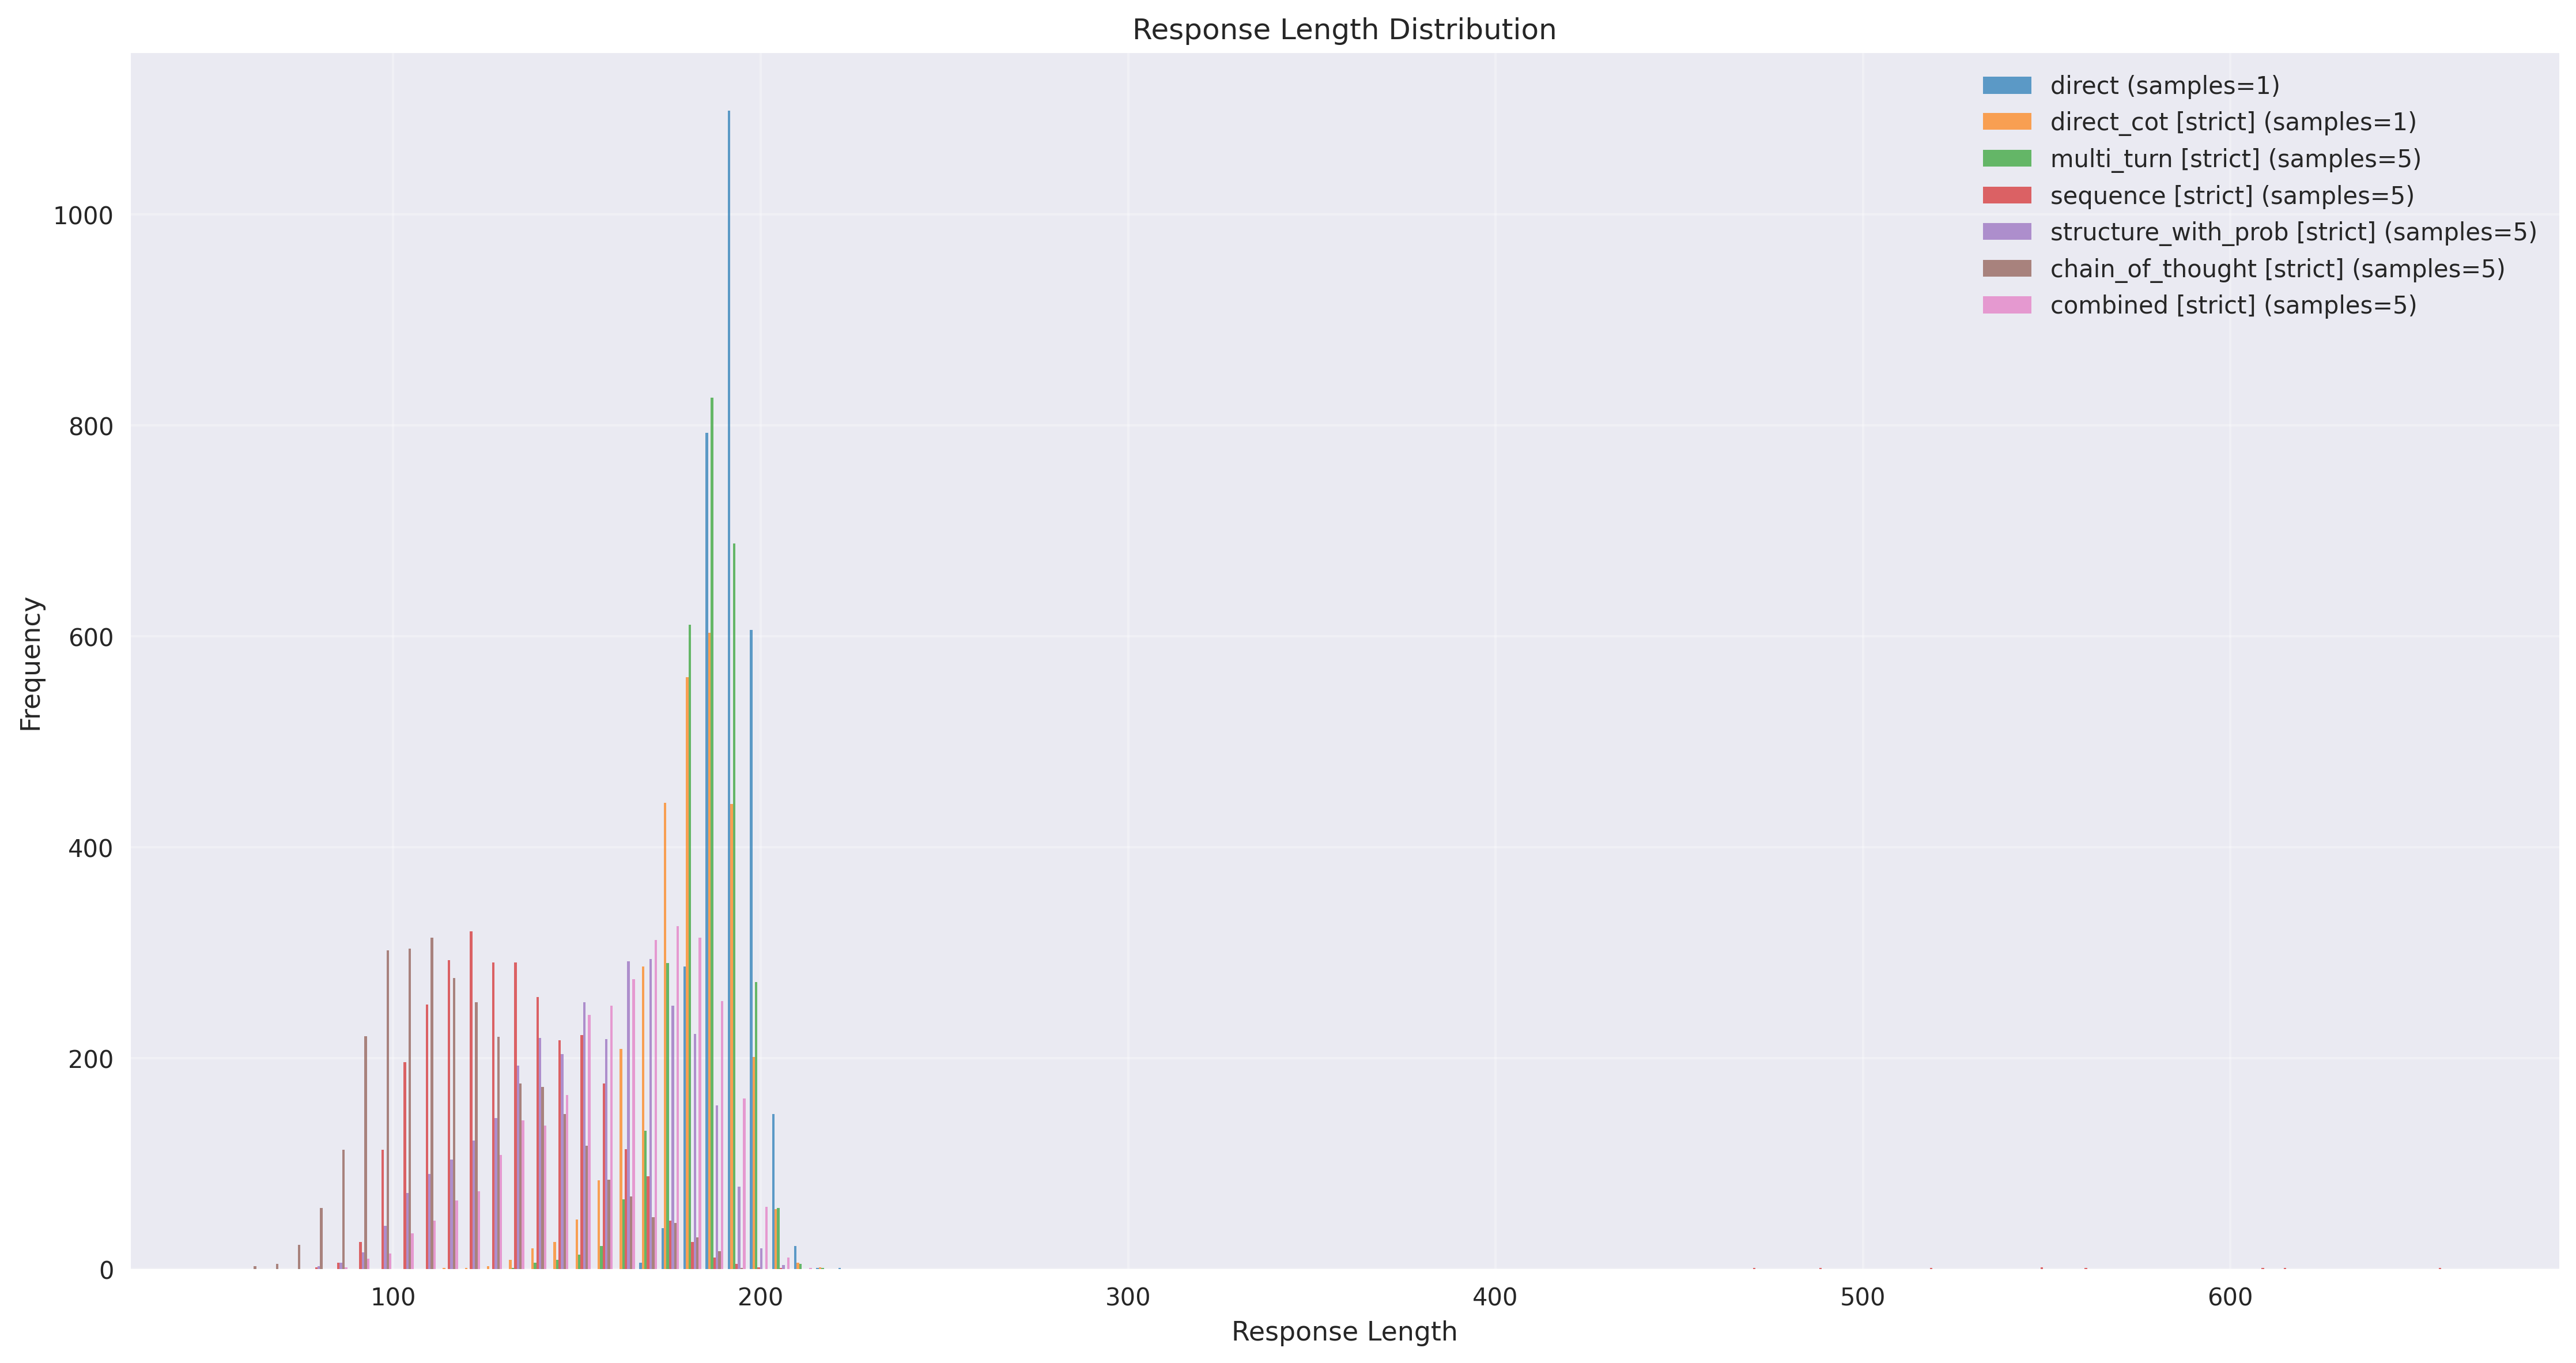 Response Length Distribution
direct (samples=1)
direct_cot [strict] (samples=1)
multi_turn [strict] (samples=5)
sequence [strict] (samples=5)
structure_with_prob [strict] (samples=5)
chain_of_thought [strict] (samples=5)
combined [strict] (samples=5)
Frequency
1000
800
600
400
200
0
100 200 300 400 500 600
Response Length